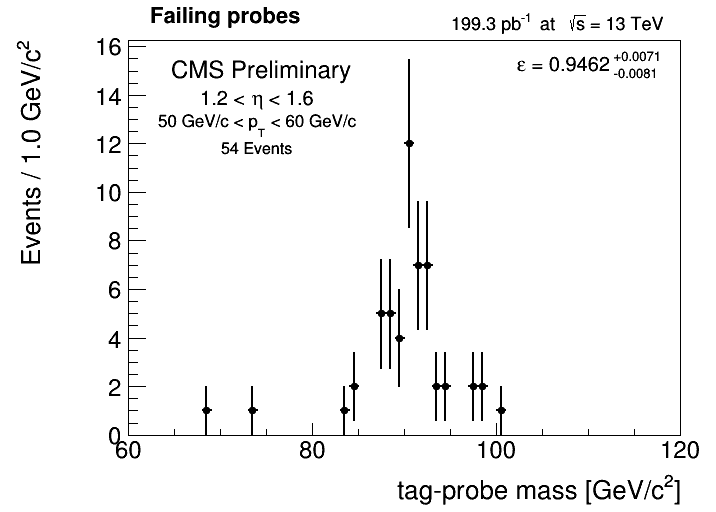 Failing probes
199.3 pb⁻¹ at √s = 13 TeV
CMS Preliminary
ε = 0.9462 +0.0071 -0.0081
1.2 < η < 1.6
50 GeV/c < p_T < 60 GeV/c
54 Events
Events / 1.0 GeV/c²
16
14
12
10
8
6
4
2
0
60 80 100 120
tag-probe mass [GeV/c²]